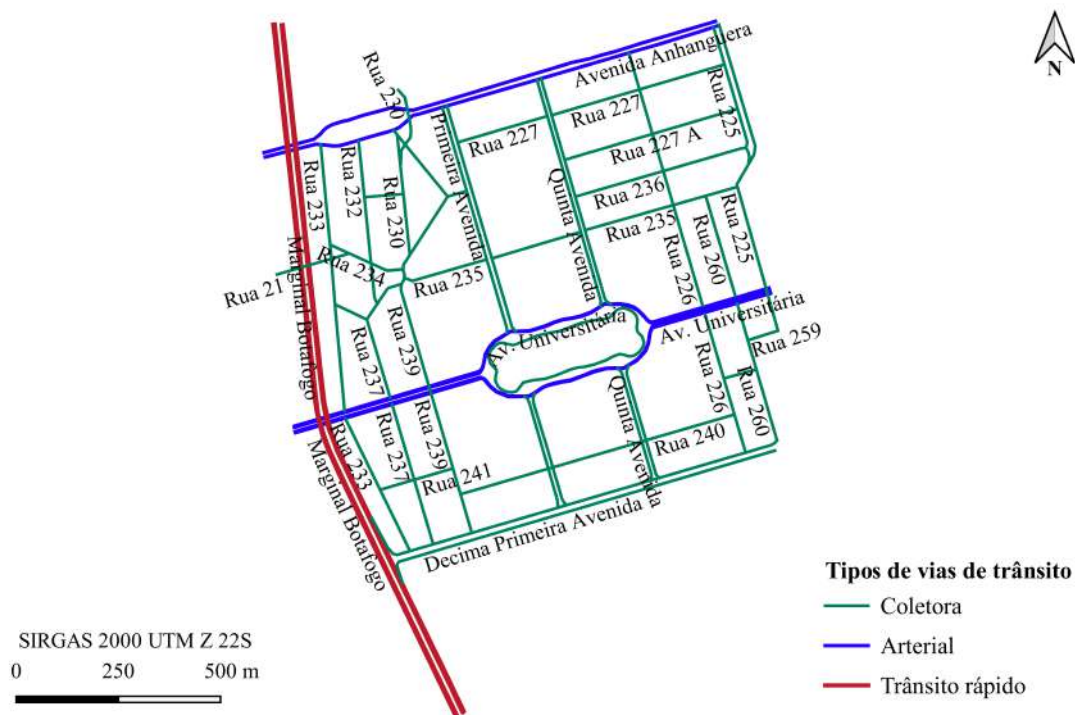 Avenida Anhanguera
N
Rua 230
Rua 227
Rua 225
Rua 227
Primeira Avenida
Rua 227 A
Rua 232
Rua 233
Rua 236
Quinta Avenida
Rua 230
Rua 235
Rua 225
Rua 260
Rua 226
Rua 234
Rua 235
Rua 21
Marginal Botafogo
Av. Universitária
Av. Universitária
Rua 259
Rua 239
Rua 237
Rua 226
Rua 260
Quinta Avenida
Rua 240
Rua 239
Rua 237
Rua 233
Rua 241
Marginal Botafogo
Decima Primeira Avenida
Tipos de vias de trânsito
Coletora
Arterial
Trânsito rápido
SIRGAS 2000 UTM Z 22S
0 250 500 m